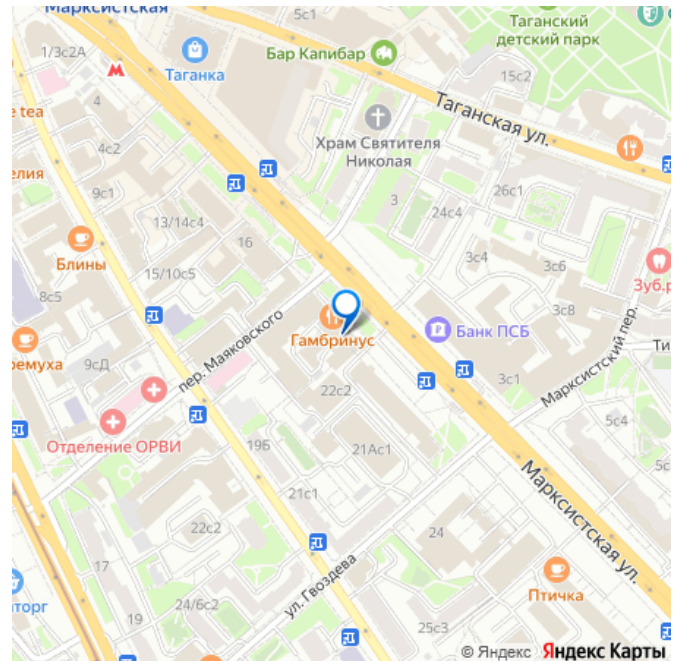 Марксистская
5с1
Таганский
детский парк
1/3с2А
Таганка
Бар Капибар
15с2
4
e tea
Таганская ул.
Храм Святителя
Николая
4с2
елия
9с1
3
26с1
24с4
13/14с4
16
3с4
3с6
Блины
15/10с5
Зуб.р
8с5
3с8
пер. Маяковского
Гамбринус
Банк ПСБ
Марксистский пер.
Ти
ремуха
9сД
22с2
3с1
5с4
Отделение ОРВИ
19Б
21Ас1
5с
21с1
Марксистская ул.
22с2
24
17
ул. Гвоздева
Птичка
аторг
24/6с2
19
25с3
© Яндекс Яндекс Карты